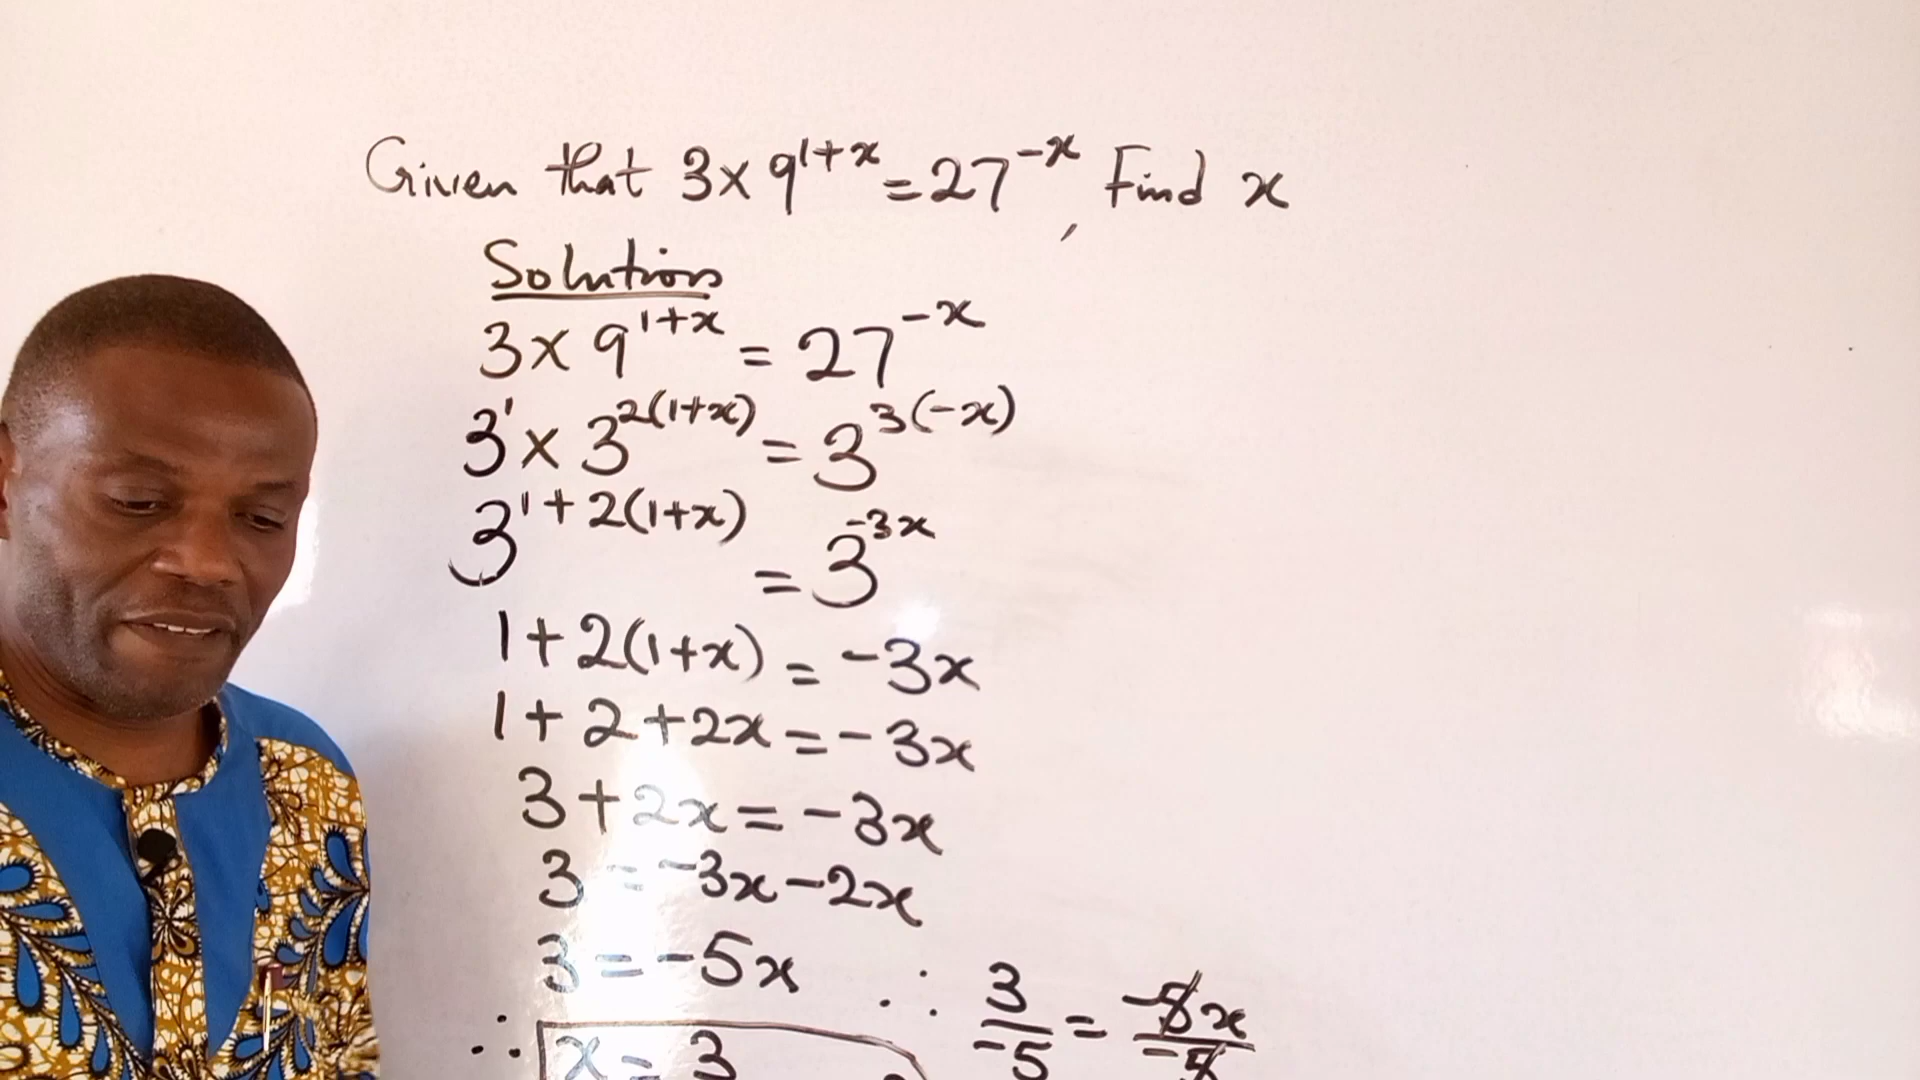 Given that 3 × 9^(1+x) = 27^(-x), Find x
Solution
3 × 9^(1+x) = 27^(-x)
3^1 × 3^(2(1+x)) = 3^(3(-x))
3^(1+2(1+x)) = 3^(-3x)
1+2(1+x) = -3x
1+2+2x = -3x
3+2x = -3x
3 = -3x-2x
3 = -5x ∴ 3/-5 = -5x/-5
∴ x = 3